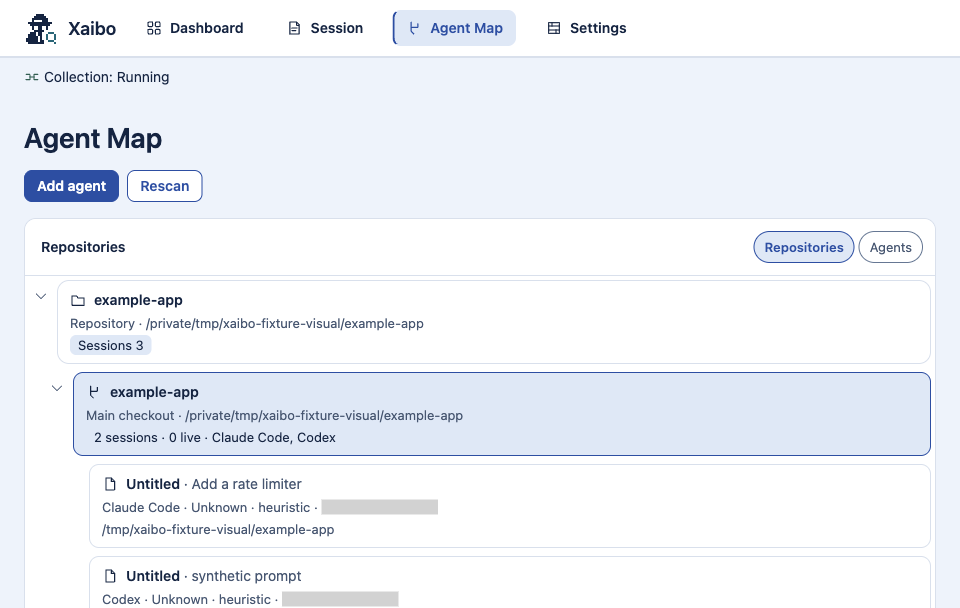 Xaibo Dashboard Session Agent Map Settings
Collection: Running
Agent Map
Add agent Rescan
Repositories Repositories Agents
example-app
Repository · /private/tmp/xaibo-fixture-visual/example-app
Sessions 3
example-app
Main checkout · /private/tmp/xaibo-fixture-visual/example-app
2 sessions · 0 live · Claude Code, Codex
Untitled · Add a rate limiter
Claude Code · Unknown · heuristic ·
/tmp/xaibo-fixture-visual/example-app
Untitled · synthetic prompt
Codex · Unknown · heuristic ·